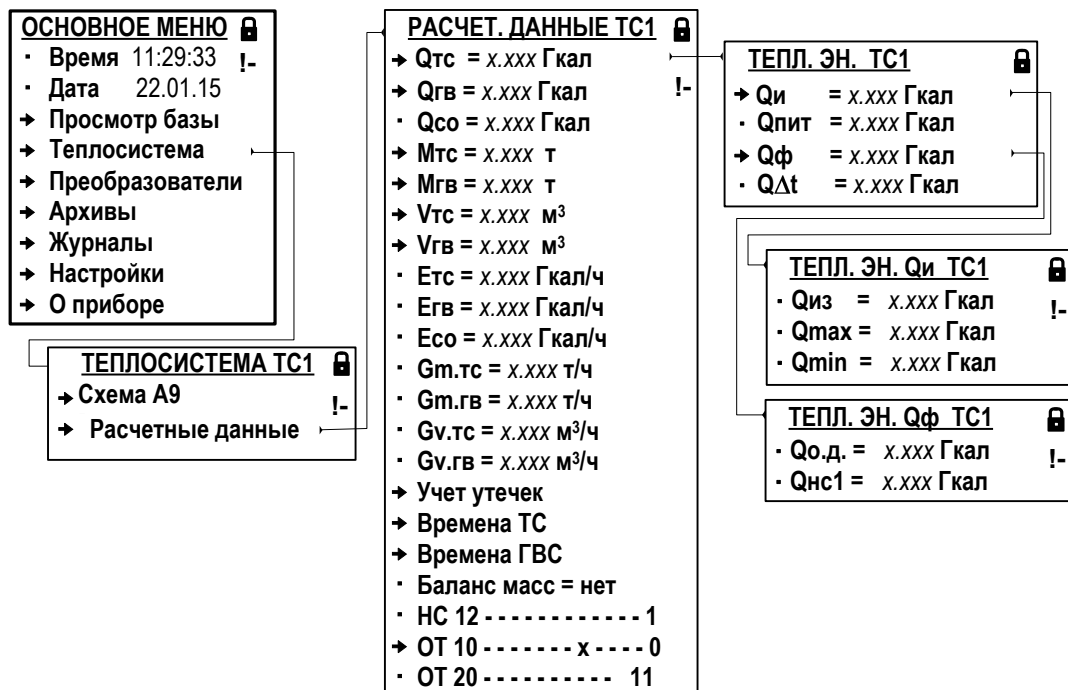 ОСНОВНОЕ МЕНЮ
· Время 11:29:33 !-
· Дата 22.01.15
→ Просмотр базы
→ Теплосистема
→ Преобразователи
→ Архивы
→ Журналы
→ Настройки
→ О приборе
ТЕПЛОСИСТЕМА ТС1
→ Схема А9 !-
→ Расчетные данные
РАСЧЕТ. ДАННЫЕ ТС1
→ Qтс = x.xxx Гкал
→ Qгв = x.xxx Гкал !-
· Qсо = x.xxx Гкал
→ Мтс = x.xxx т
→ Мгв = x.xxx т
→ Vтс = x.xxx м³
→ Vгв = x.xxx м³
· Етс = x.xxx Гкал/ч
· Егв = x.xxx Гкал/ч
· Есо = x.xxx Гкал/ч
· Gm.тс = x.xxx т/ч
· Gm.гв = x.xxx т/ч
· Gv.тс = x.xxx м³/ч
· Gv.гв = x.xxx м³/ч
→ Учет утечек
→ Времена ТС
→ Времена ГВС
· Баланс масс = нет
· НС 12 - - - - - - - - - - - - 1
→ ОТ 10 - - - - - - - x - - - - 0
· ОТ 20 - - - - - - - - - - 11
ТЕПЛ. ЭН. ТС1
→ Qи = x.xxx Гкал
· Qпит = x.xxx Гкал
→ Qф = x.xxx Гкал
· QΔt = x.xxx Гкал
ТЕПЛ. ЭН. Qи ТС1
· Qиз = x.xxx Гкал !-
· Qmax = x.xxx Гкал
· Qmin = x.xxx Гкал
ТЕПЛ. ЭН. Qф ТС1
· Qо.д. = x.xxx Гкал !-
· Qнс1 = x.xxx Гкал